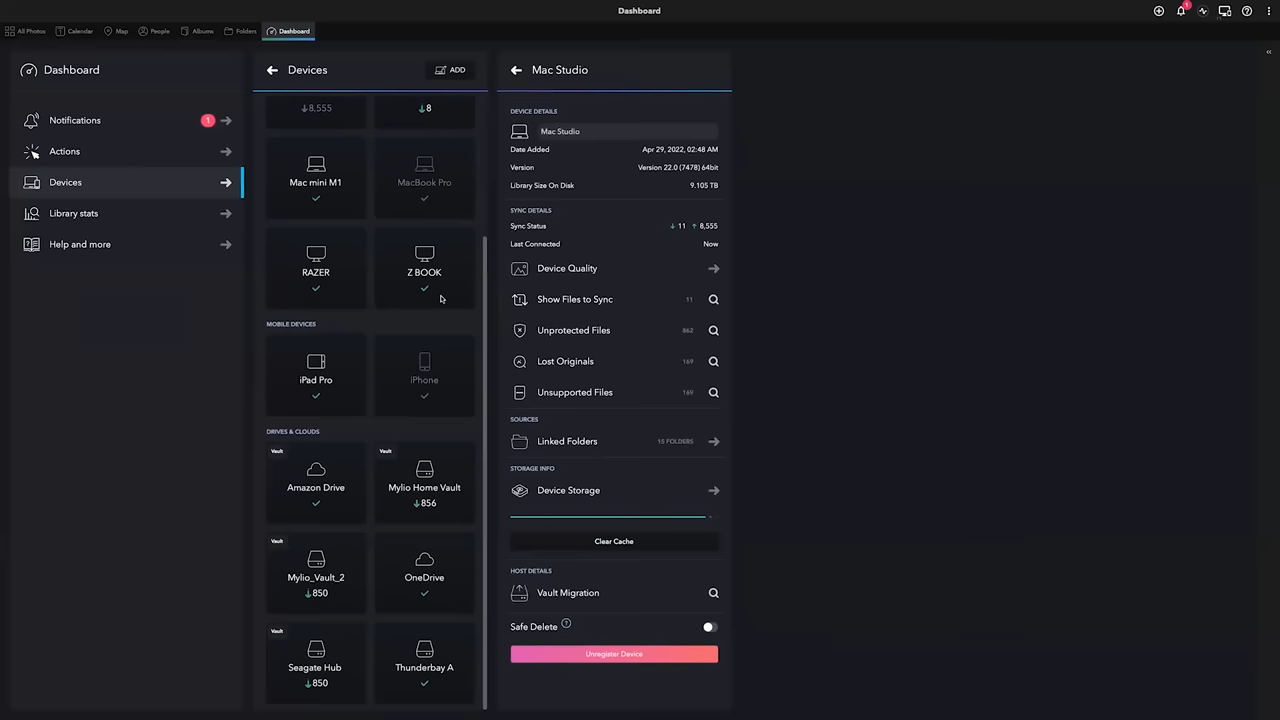 Dashboard
1
All Photos Calendar Map People Albums Folders Dashboard
Dashboard
Notifications 1
Actions
Devices
Library stats
Help and more
Devices ADD
8,555 8
Mac mini M1 MacBook Pro
RAZER Z BOOK
MOBILE DEVICES
iPad Pro iPhone
DRIVES & CLOUDS
Vault Vault
Amazon Drive Mylio Home Vault
856
Vault
Mylio_Vault_2 OneDrive
850
Vault
Seagate Hub Thunderbay A
850
Mac Studio
DEVICE DETAILS
Mac Studio
Date Added Apr 29, 2022, 02:48 AM
Version Version 22.0 (7478) 64bit
Library Size On Disk 9.105 TB
SYNC DETAILS
Sync Status 11 8,555
Last Connected Now
Device Quality
Show Files to Sync 11
Unprotected Files 862
Lost Originals 169
Unsupported Files 169
SOURCES
Linked Folders 15 FOLDERS
STORAGE INFO
Device Storage
Clear Cache
HOST DETAILS
Vault Migration
Safe Delete ?
Unregister Device